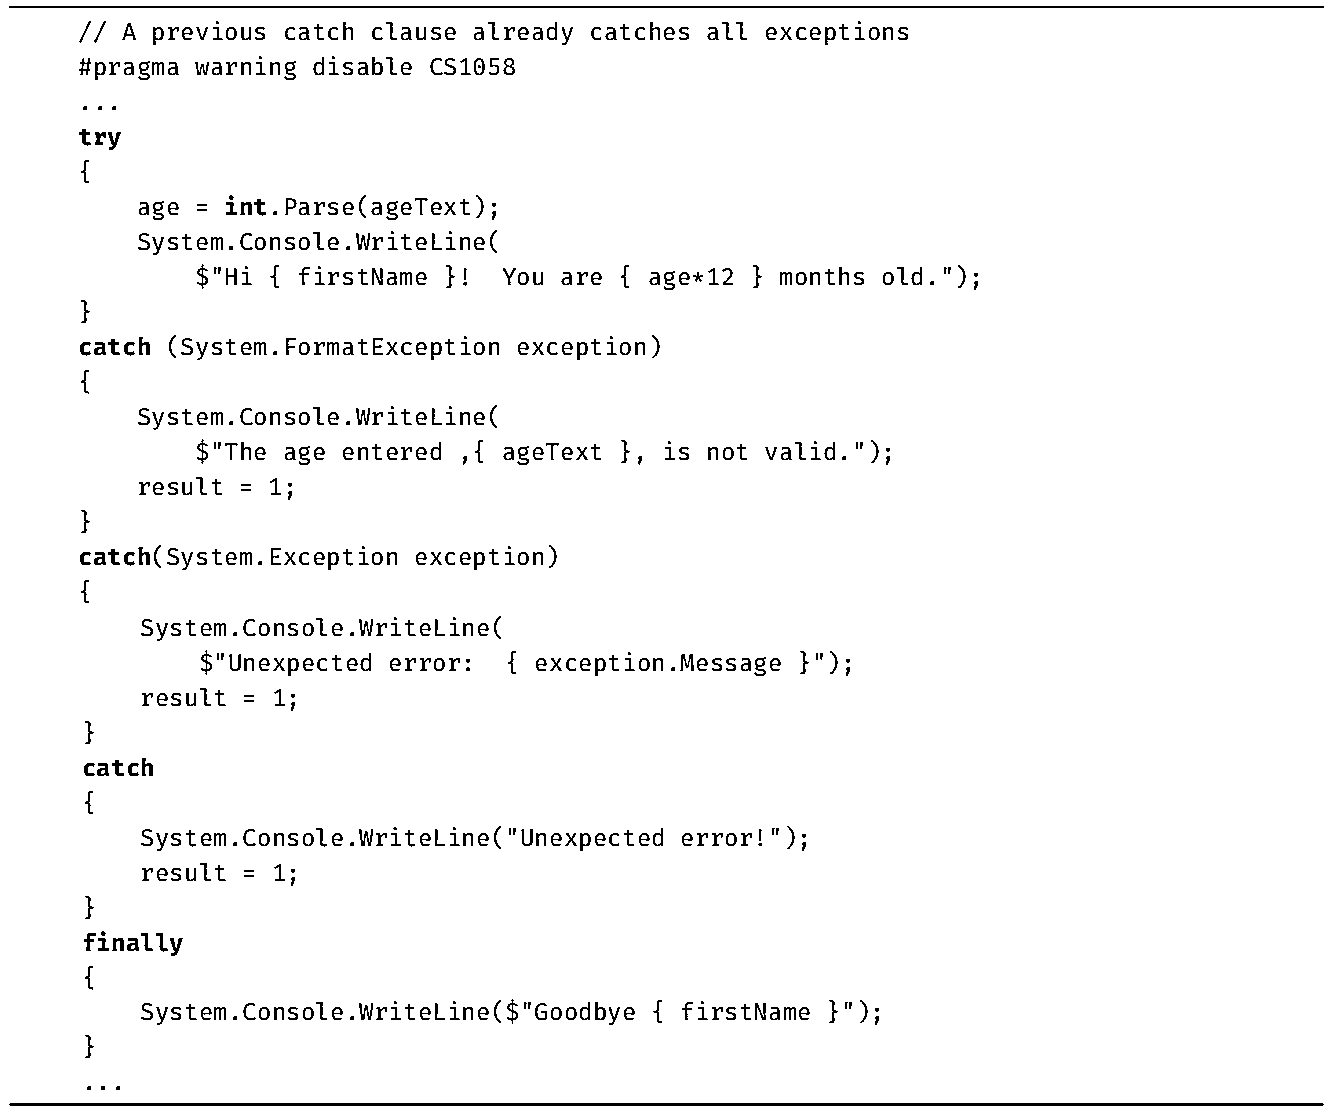 // A previous catch clause already catches all exceptions
#pragma warning disable CS1058
...
try
{
    age = int.Parse(ageText);
    System.Console.WriteLine(
        $"Hi { firstName }!  You are { age*12 } months old.");
}
catch (System.FormatException exception)
{
    System.Console.WriteLine(
        $"The age entered ,{ ageText }, is not valid.");
    result = 1;
}
catch(System.Exception exception)
{
    System.Console.WriteLine(
        $"Unexpected error:  { exception.Message }");
    result = 1;
}
catch
{
    System.Console.WriteLine("Unexpected error!");
    result = 1;
}
finally
{
    System.Console.WriteLine($"Goodbye { firstName }");
}
...